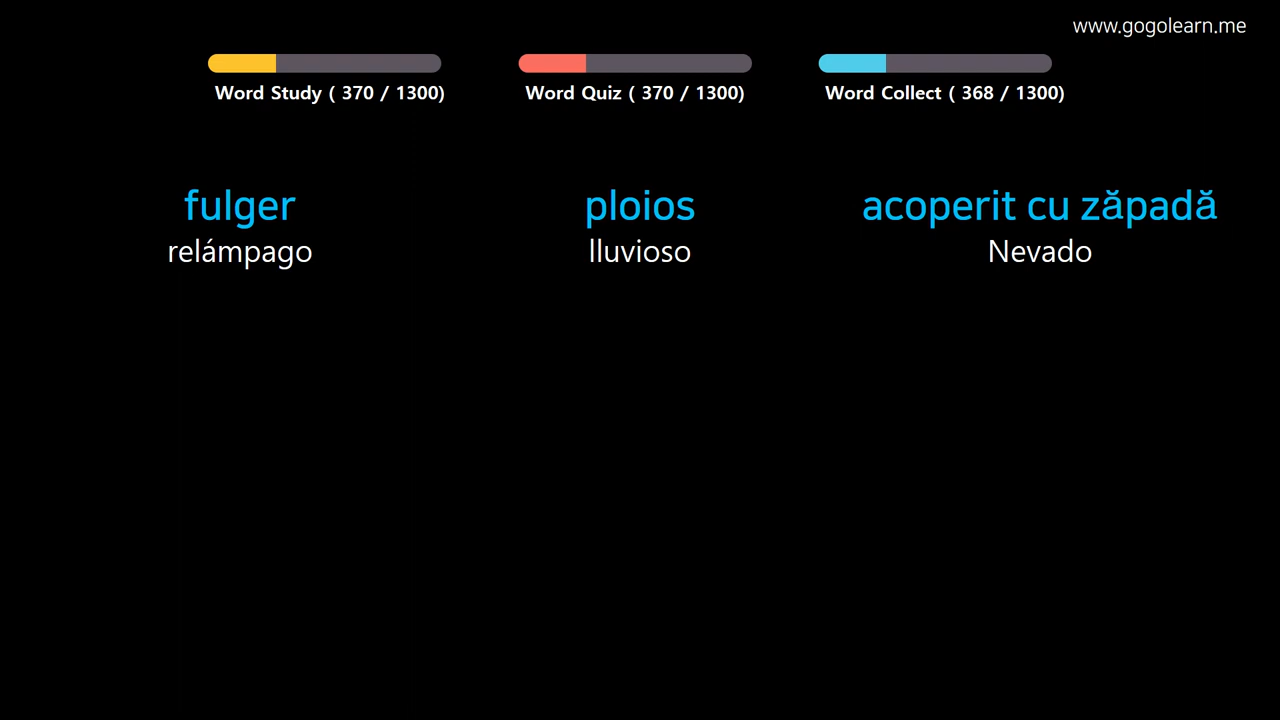 www.gogolearn.me
Word Study ( 370 / 1300)
Word Quiz ( 370 / 1300)
Word Collect ( 368 / 1300)
fulger
relámpago
ploios
lluvioso
acoperit cu zăpadă
Nevado